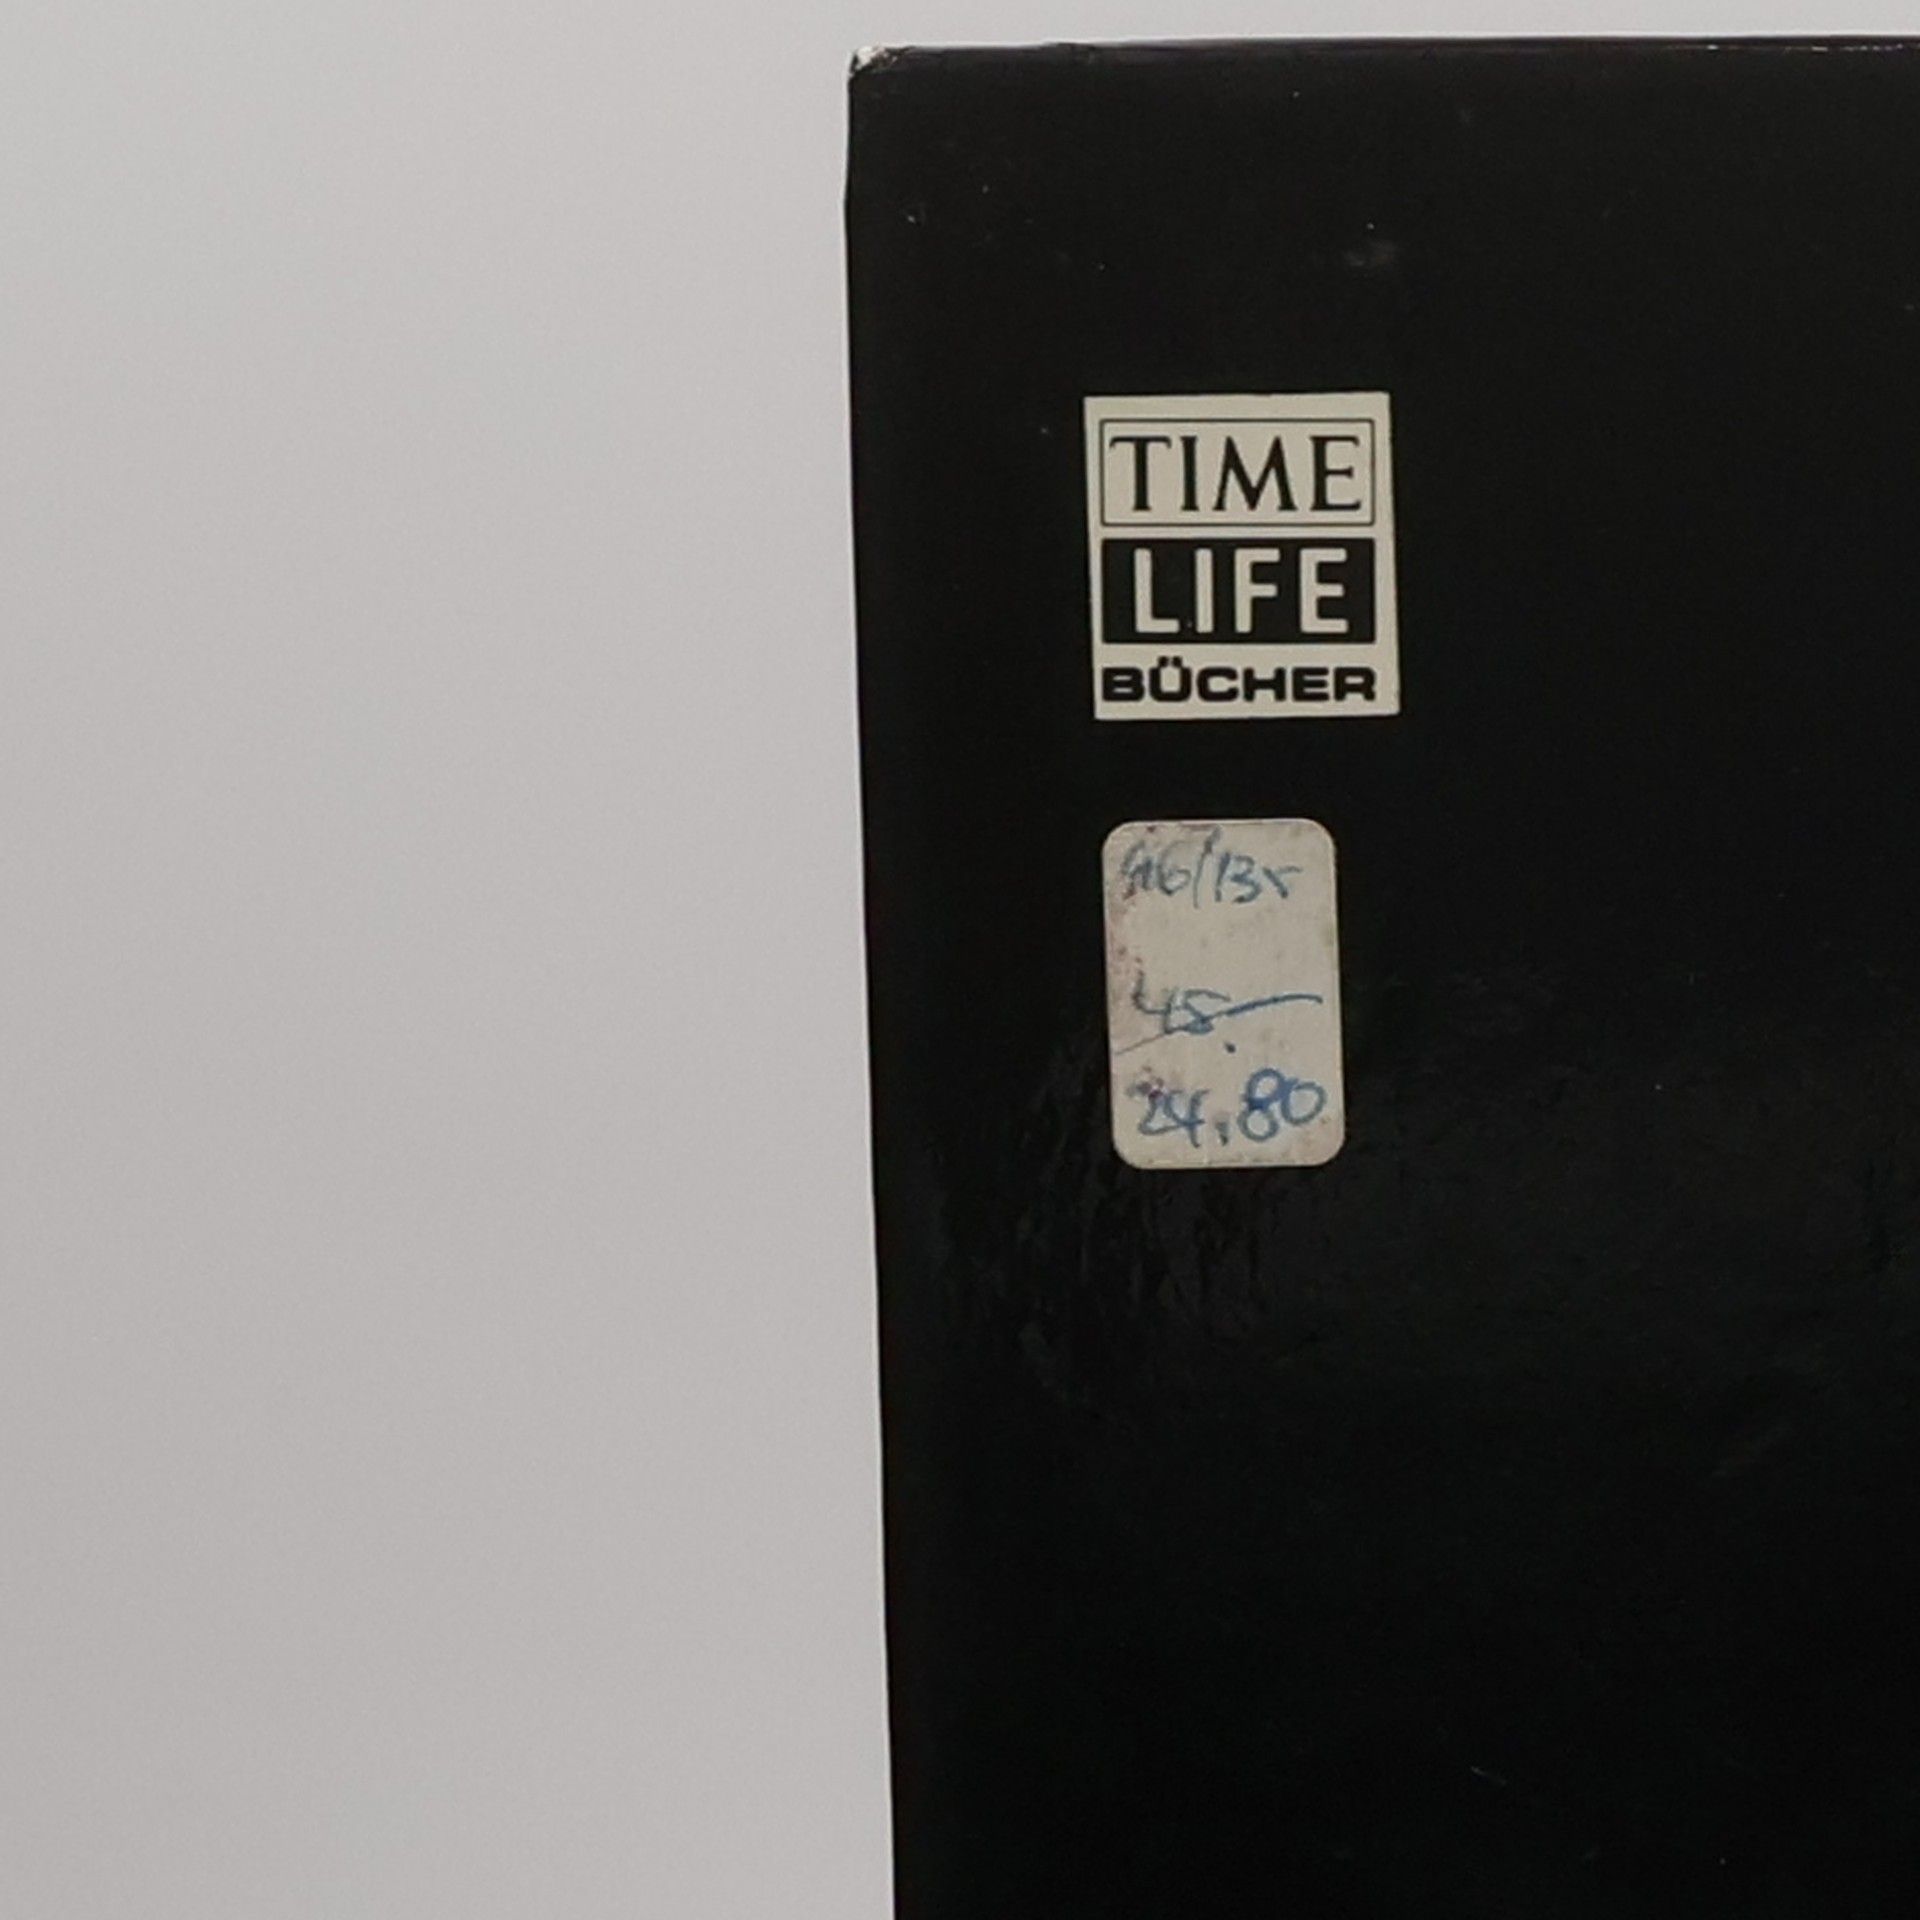 TIME
LIFE
BÜCHER
45.-
24.80